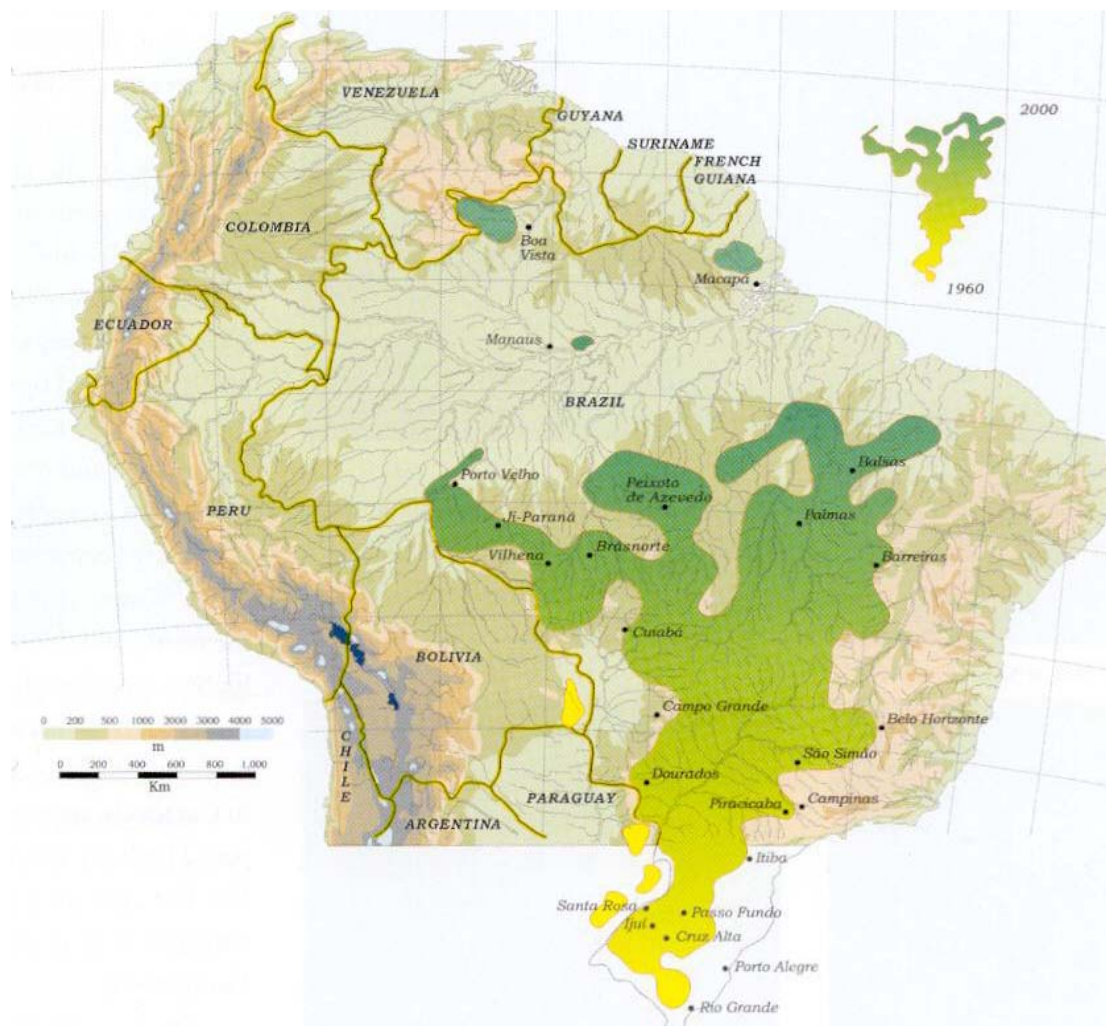 VENEZUELA
2000
GUYANA
SURINAME
FRENCH
GUIANA
COLOMBIA
Boa
Vista
Macapá
1960
ECUADOR
Manaus
BRAZIL
Balsas
Porto Velho
Peixoto
de Azevedo
PERU
Ji-Paraná
Palmas
Vilhena
Brasnorte
Barreiras
Cuiabá
BOLIVIA
Campo Grande
Belo Horizonte
0 200 500 1000 3000 3000 4000 5000
m
CHILE
São Simão
0 200 400 600 800 1,000
Km
Dourados
PARAGUAY
Piracicaba
Campinas
ARGENTINA
Itiba
Santa Rosa
Passo Fundo
Ijuí
Cruz Alta
Porto Alegre
Rio Grande